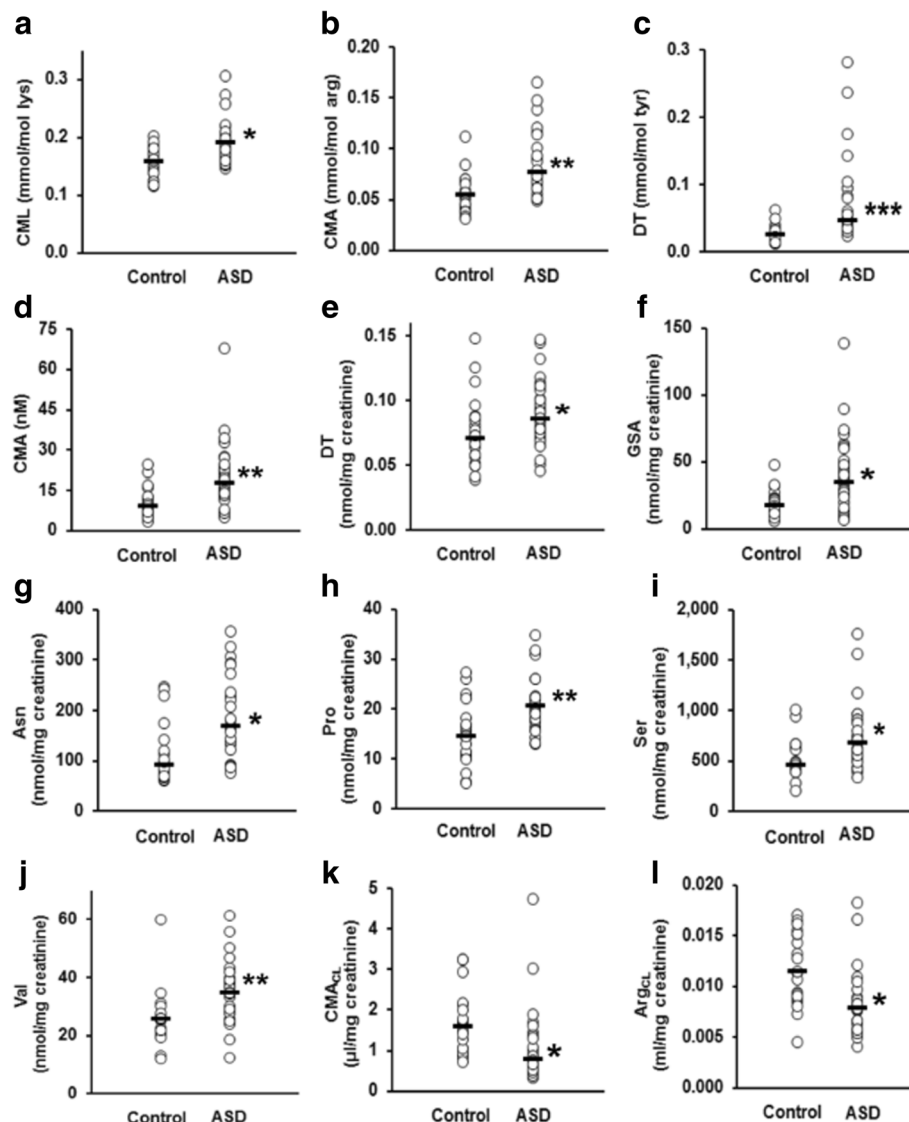 a
CML (mmol/mol lys)
0.3
0.2
0.1
0.0
*
Control
ASD
b
CMA (mmol/mol arg)
0.20
0.15
0.10
0.05
0.00
**
Control
ASD
c
DT (mmol/mol tyr)
0.3
0.2
0.1
0.0
***
Control
ASD
d
CMA (nM)
75
60
45
30
15
0
**
Control
ASD
e
DT
(nmol/mg creatinine)
0.15
0.10
0.05
0.00
*
Control
ASD
f
GSA
(nmol/mg creatinine)
150
100
50
0
*
Control
ASD
g
Asn
(nmol/mg creatinine)
400
300
200
100
0
*
Control
ASD
h
Pro
(nmol/mg creatinine)
40
30
20
10
0
**
Control
ASD
i
Ser
(nmol/mg creatinine)
2,000
1,500
1,000
500
0
*
Control
ASD
j
Val
(nmol/mg creatinine)
60
40
20
0
**
Control
ASD
k
CMA_CL
(µl/mg creatinine)
5
4
3
2
1
0
*
Control
ASD
l
Arg_CL
(ml/mg creatinine)
0.020
0.015
0.010
0.005
0.000
*
Control
ASD